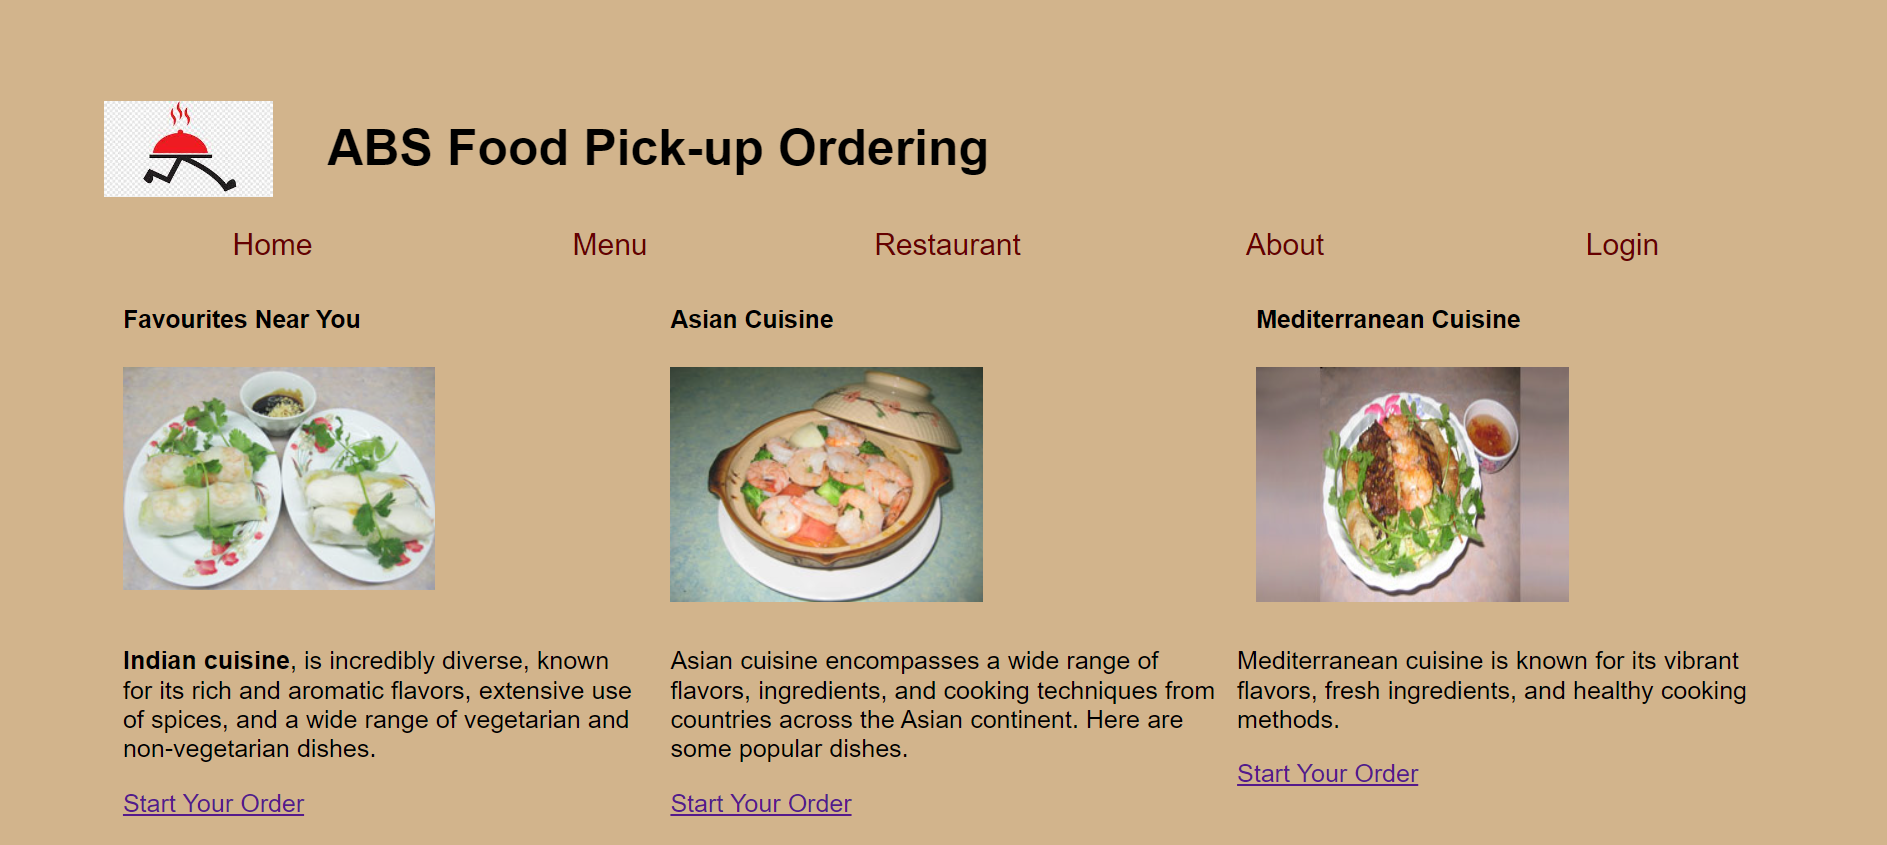 ABS Food Pick-up Ordering
Home
Menu
Restaurant
About
Login
Favourites Near You
Asian Cuisine
Mediterranean Cuisine
Indian cuisine, is incredibly diverse, known
for its rich and aromatic flavors, extensive use
of spices, and a wide range of vegetarian and
non-vegetarian dishes.
Start Your Order
Asian cuisine encompasses a wide range of
flavors, ingredients, and cooking techniques from
countries across the Asian continent. Here are
some popular dishes.
Start Your Order
Mediterranean cuisine is known for its vibrant
flavors, fresh ingredients, and healthy cooking
methods.
Start Your Order